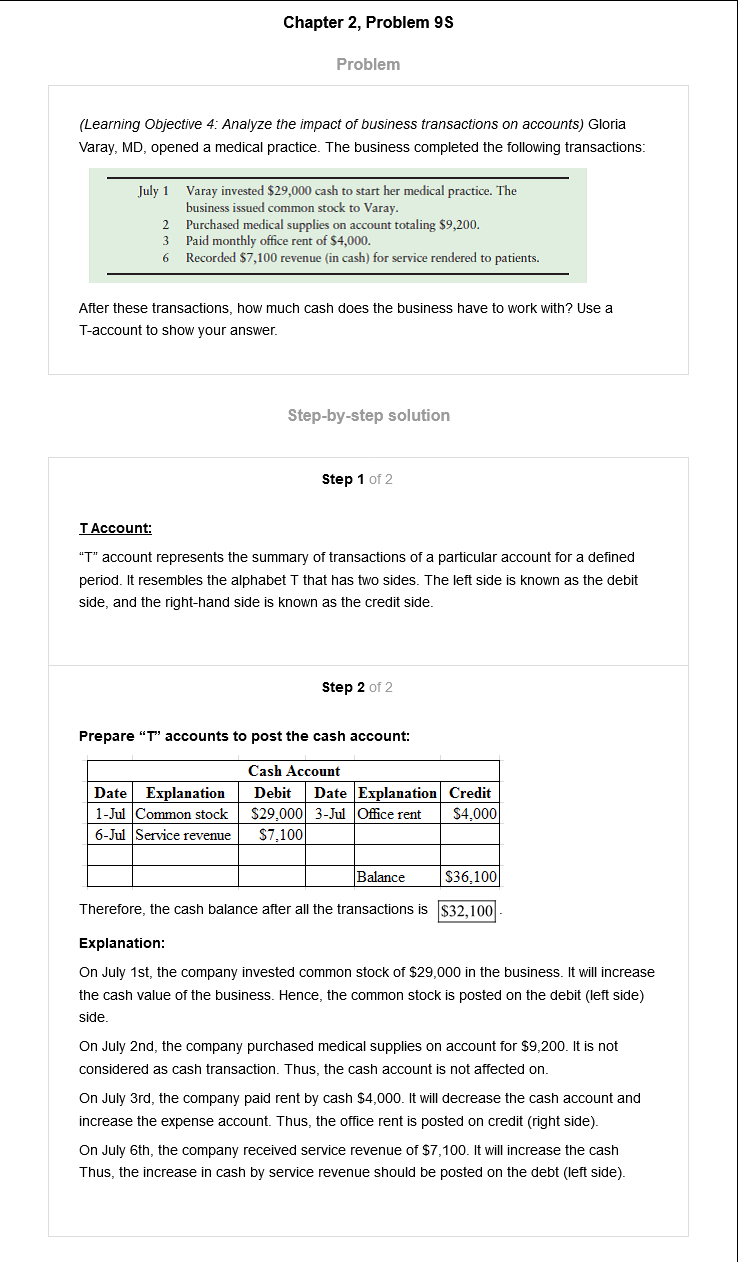 Chapter 2, Problem 9S
Problem
(Learning Objective 4: Analyze the impact of business transactions on accounts) Gloria
Varay, MD, opened a medical practice. The business completed the following transactions:
July 1 Varay invested $29,000 cash to start her medical practice. The
business issued common stock to Varay.
2 Purchased medical supplies on account totaling $9,200.
3 Paid monthly office rent of $4,000.
6 Recorded $7,100 revenue (in cash) for service rendered to patients.
After these transactions, how much cash does the business have to work with? Use a
T-account to show your answer.
Step-by-step solution
Step 1 of 2
T Account:
“T” account represents the summary of transactions of a particular account for a defined
period. It resembles the alphabet T that has two sides. The left side is known as the debit
side, and the right-hand side is known as the credit side.
Step 2 of 2
Prepare “T” accounts to post the cash account:
Cash Account
Date Explanation Debit Date Explanation Credit
1-Jul Common stock $29,000 3-Jul Office rent $4,000
6-Jul Service revenue $7,100
Balance $36,100
Therefore, the cash balance after all the transactions is $32,100.
Explanation:
On July 1st, the company invested common stock of $29,000 in the business. It will increase
the cash value of the business. Hence, the common stock is posted on the debit (left side)
side.
On July 2nd, the company purchased medical supplies on account for $9,200. It is not
considered as cash transaction. Thus, the cash account is not affected on.
On July 3rd, the company paid rent by cash $4,000. It will decrease the cash account and
increase the expense account. Thus, the office rent is posted on credit (right side).
On July 6th, the company received service revenue of $7,100. It will increase the cash
Thus, the increase in cash by service revenue should be posted on the debt (left side).